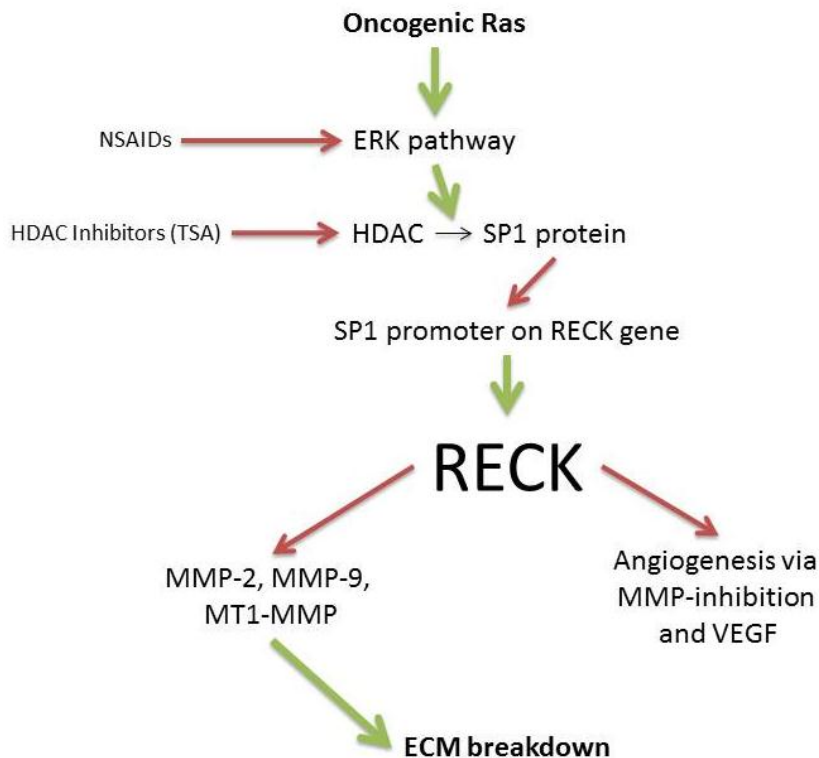 Oncogenic Ras
NSAIDs
ERK pathway
HDAC Inhibitors (TSA)
HDAC → SP1 protein
SP1 promoter on RECK gene
RECK
MMP-2, MMP-9,
MT1-MMP
Angiogenesis via
MMP-inhibition
and VEGF
ECM breakdown